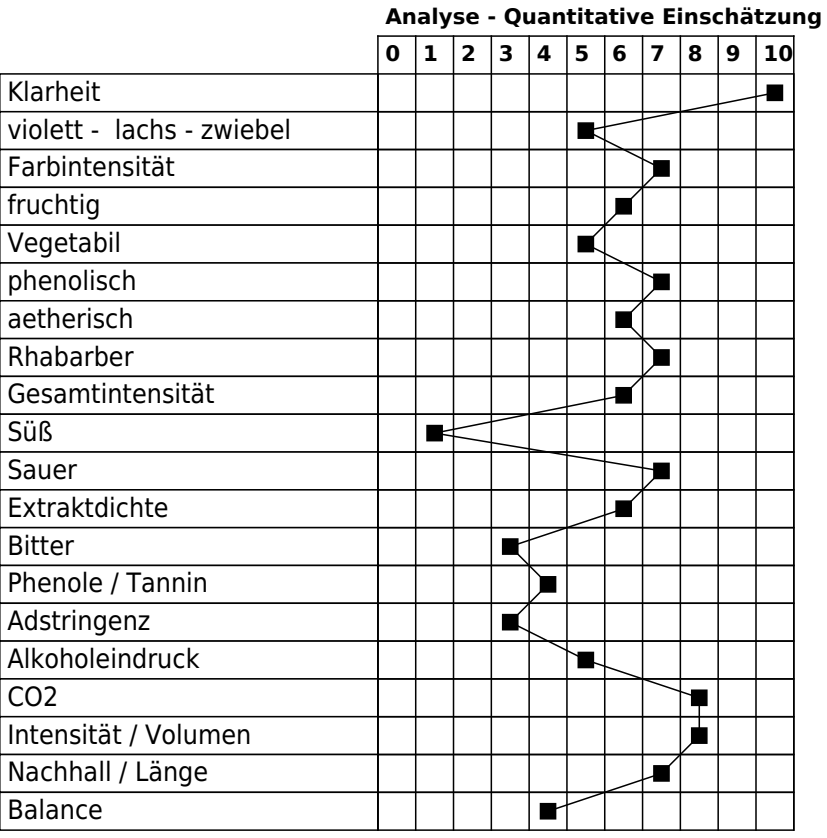 Analyse - Quantitative Einschätzung
0 1 2 3 4 5 6 7 8 9 10
Klarheit
violett - lachs - zwiebel
Farbintensität
fruchtig
Vegetabil
phenolisch
aetherisch
Rhabarber
Gesamtintensität
Süß
Sauer
Extraktdichte
Bitter
Phenole / Tannin
Adstringenz
Alkoholeindruck
CO2
Intensität / Volumen
Nachhall / Länge
Balance